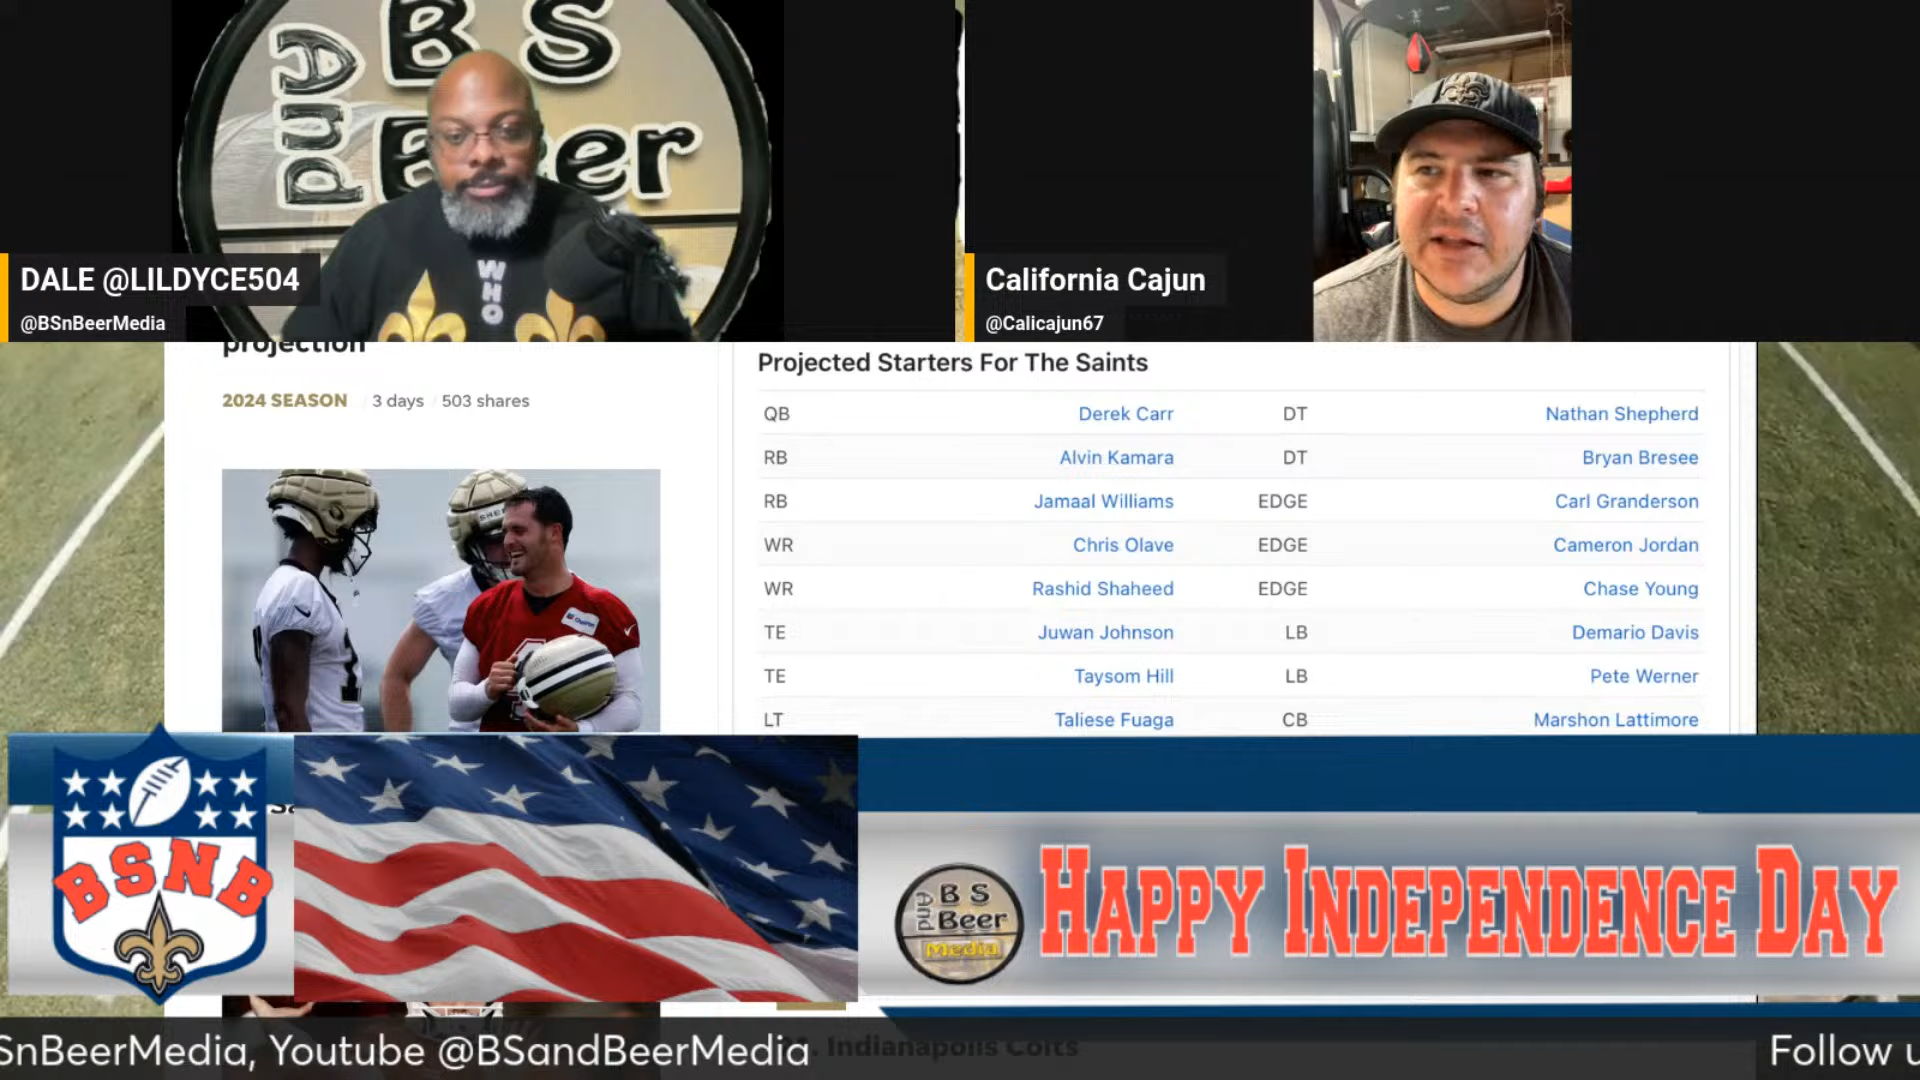 B S
And
Beer
WHO
DALE @LILDYCE504
@BSnBeerMedia
California Cajun
@Calicajun67
projection
2024 SEASON / 3 days / 503 shares
Projected Starters For The Saints
QB Derek Carr DT Nathan Shepherd
RB Alvin Kamara DT Bryan Bresee
RB Jamaal Williams EDGE Carl Granderson
WR Chris Olave EDGE Cameron Jordan
WR Rashid Shaheed EDGE Chase Young
TE Juwan Johnson LB Demario Davis
TE Taysom Hill LB Pete Werner
LT Taliese Fuaga CB Marshon Lattimore
BSNB
B S
And
Beer
Media
HAPPY INDEPENDENCE DAY
SnBeerMedia, Youtube @BSandBeerMedia
Indianapolis Colts
Follow u